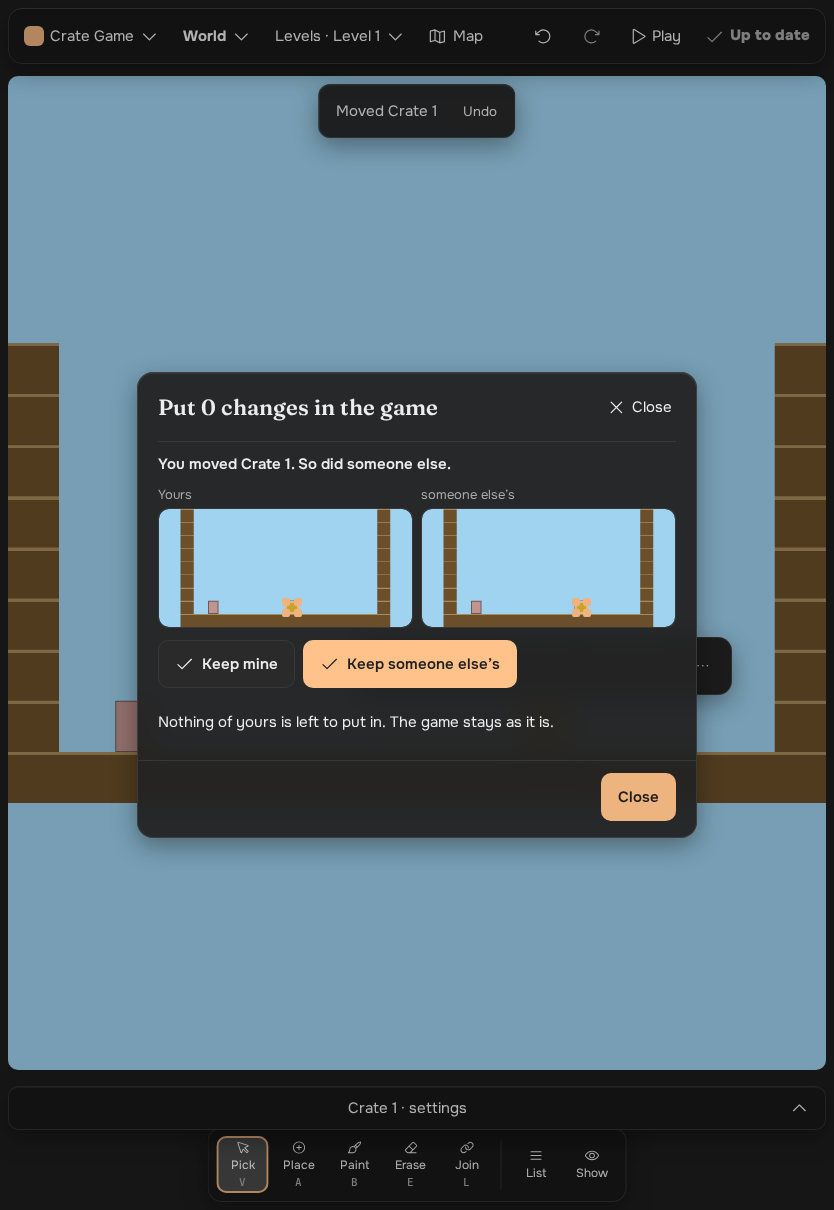 Crate Game World Levels · Level 1 Map Play Up to date
Moved Crate 1 Undo
Put 0 changes in the game Close
You moved Crate 1. So did someone else.
Yours someone else’s
Keep mine Keep someone else’s
Nothing of yours is left to put in. The game stays as it is.
Close
Crate 1 · settings
Pick Place Paint Erase Join List Show
V A B E L